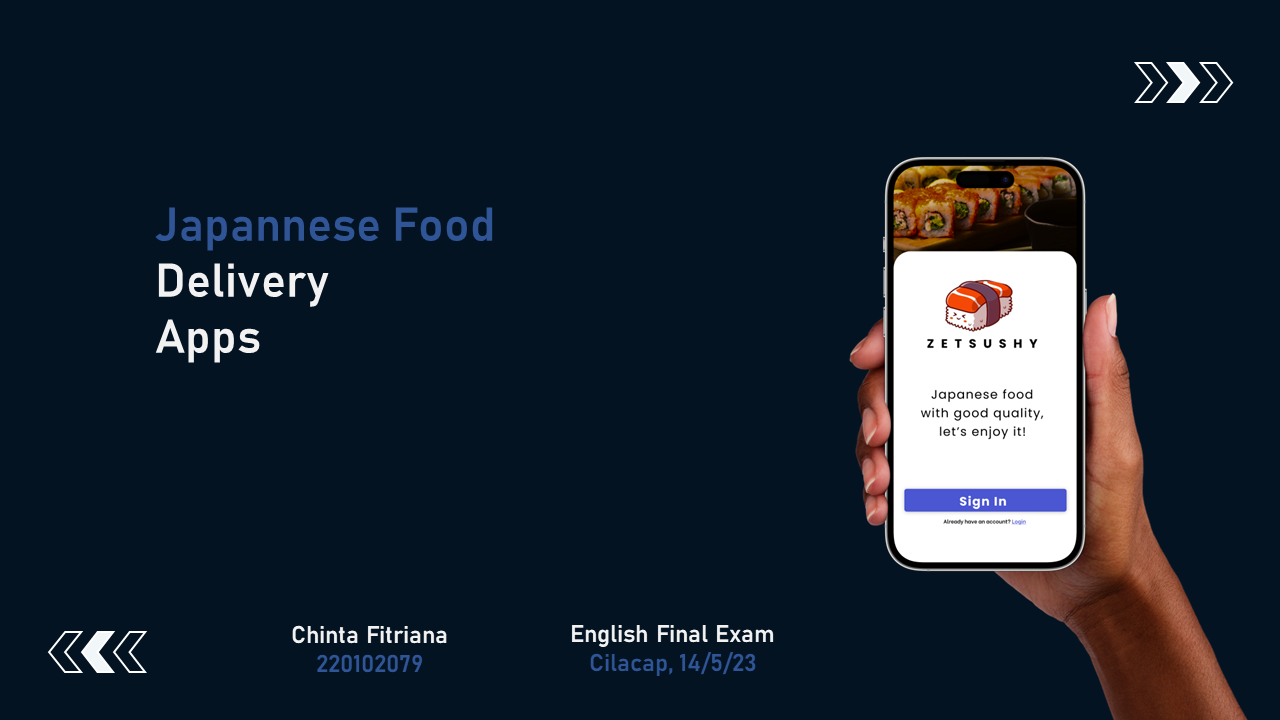 Japannese Food
Delivery
Apps
ZETSUSHY
Japanese food
with good quality,
let's enjoy it!
Sign In
Already have an account? Login
Chinta Fitriana
220102079
English Final Exam
Cilacap, 14/5/23